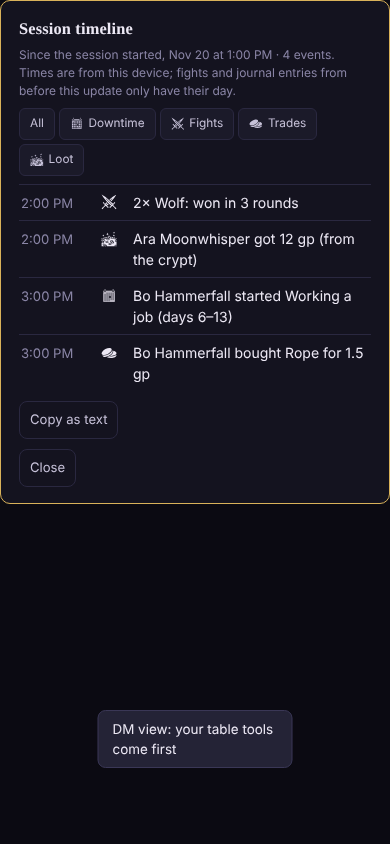 Session timeline
Since the session started, Nov 20 at 1:00 PM · 4 events.
Times are from this device; fights and journal entries from
before this update only have their day.
All Downtime Fights Trades
Loot
2:00 PM 2× Wolf: won in 3 rounds
2:00 PM Ara Moonwhisper got 12 gp (from
the crypt)
3:00 PM Bo Hammerfall started Working a
job (days 6–13)
3:00 PM Bo Hammerfall bought Rope for 1.5
gp
Copy as text
Close
DM view: your table tools
come first